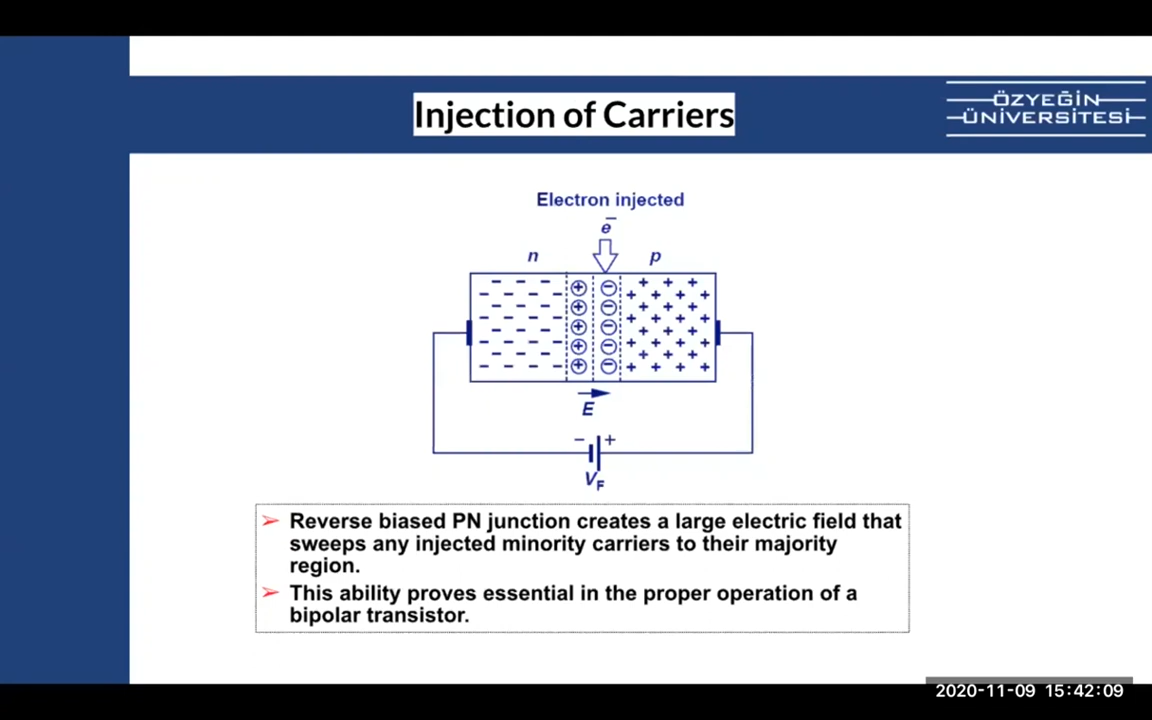 Injection of Carriers
ÖZYEĞİN
ÜNİVERSİTESİ
Electron injected
e⁻
n
p
E
− +
V_F
➢ Reverse biased PN junction creates a large electric field that
sweeps any injected minority carriers to their majority
region.
➢ This ability proves essential in the proper operation of a
bipolar transistor.
2020-11-09 15:42:09